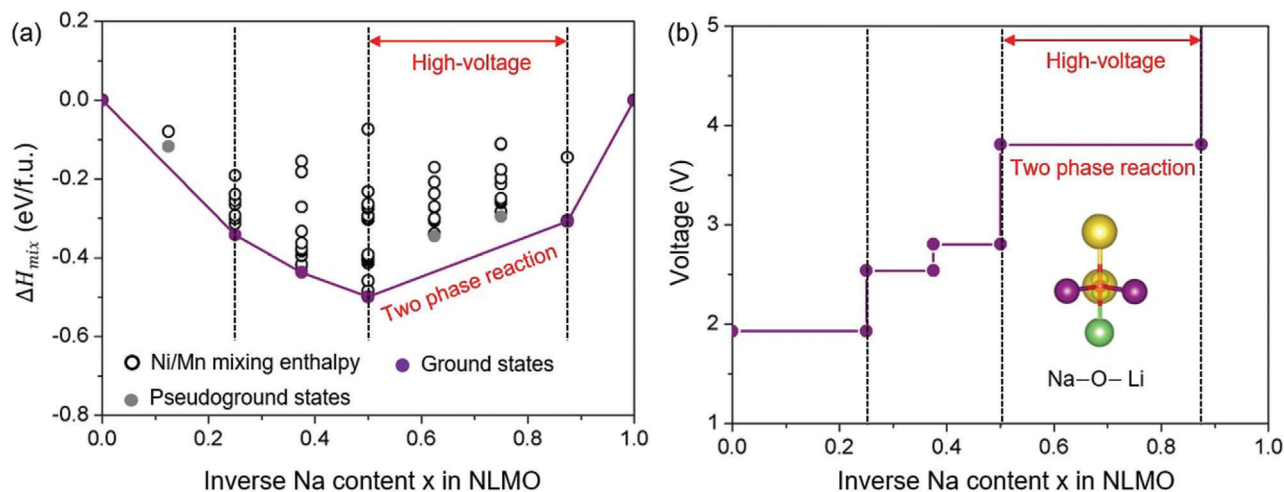 (a)
0.2
0.0
-0.2
-0.4
-0.6
-0.8
ΔH_mix (eV/f.u.)
High-voltage
Two phase reaction
Ni/Mn mixing enthalpy
Ground states
Pseudoground states
0.0 0.2 0.4 0.6 0.8 1.0
Inverse Na content x in NLMO
(b)
5
4
3
2
1
Voltage (V)
High-voltage
Two phase reaction
Na–O–Li
0.0 0.2 0.4 0.6 0.8 1.0
Inverse Na content x in NLMO